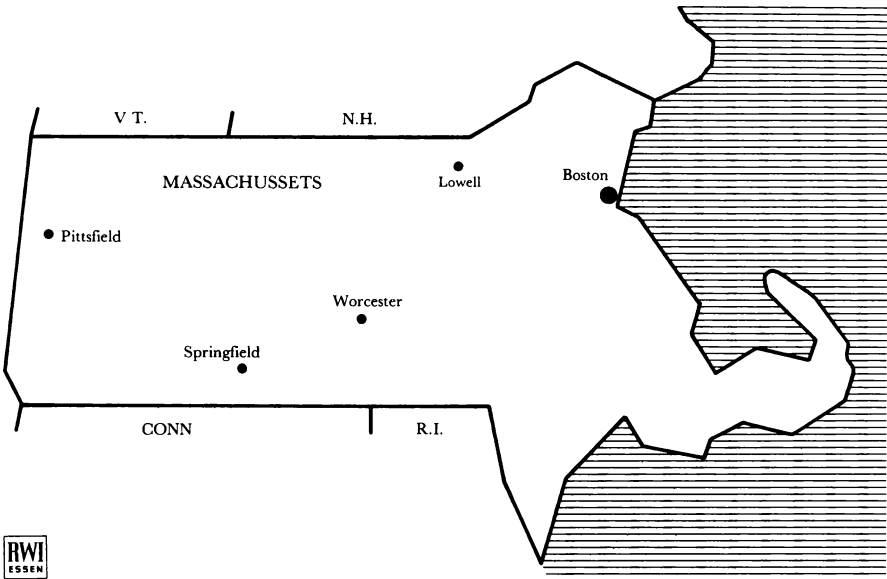 V T.
N.H.
MASSACHUSSETS
Lowell
Boston
Pittsfield
Worcester
Springfield
CONN
R.I.
RWI
ESSEN